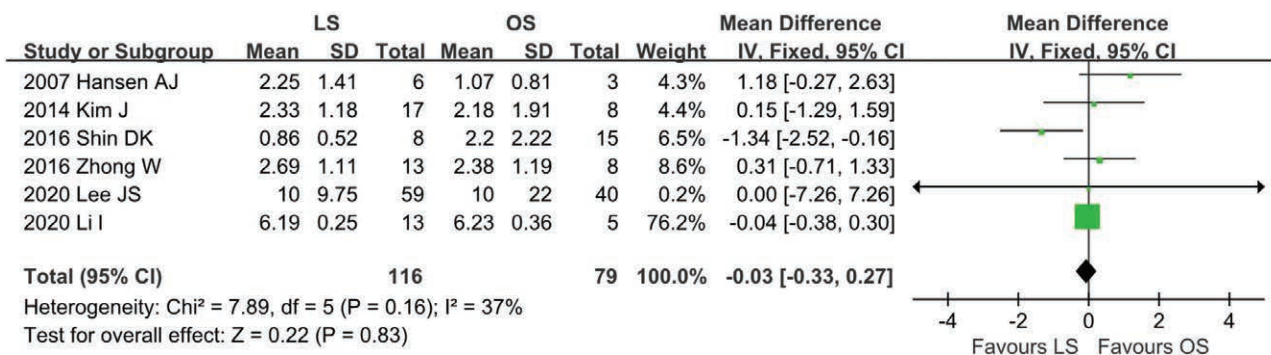 LS OS Mean Difference Mean Difference
Study or Subgroup Mean SD Total Mean SD Total Weight IV, Fixed, 95% CI IV, Fixed, 95% CI
2007 Hansen AJ 2.25 1.41 6 1.07 0.81 3 4.3% 1.18 [-0.27, 2.63]
2014 Kim J 2.33 1.18 17 2.18 1.91 8 4.4% 0.15 [-1.29, 1.59]
2016 Shin DK 0.86 0.52 8 2.2 2.22 15 6.5% -1.34 [-2.52, -0.16]
2016 Zhong W 2.69 1.11 13 2.38 1.19 8 8.6% 0.31 [-0.71, 1.33]
2020 Lee JS 10 9.75 59 10 22 40 0.2% 0.00 [-7.26, 7.26]
2020 Li I 6.19 0.25 13 6.23 0.36 5 76.2% -0.04 [-0.38, 0.30]
Total (95% CI) 116 79 100.0% -0.03 [-0.33, 0.27]
Heterogeneity: Chi² = 7.89, df = 5 (P = 0.16); I² = 37%
Test for overall effect: Z = 0.22 (P = 0.83)
-4 -2 0 2 4
Favours LS Favours OS